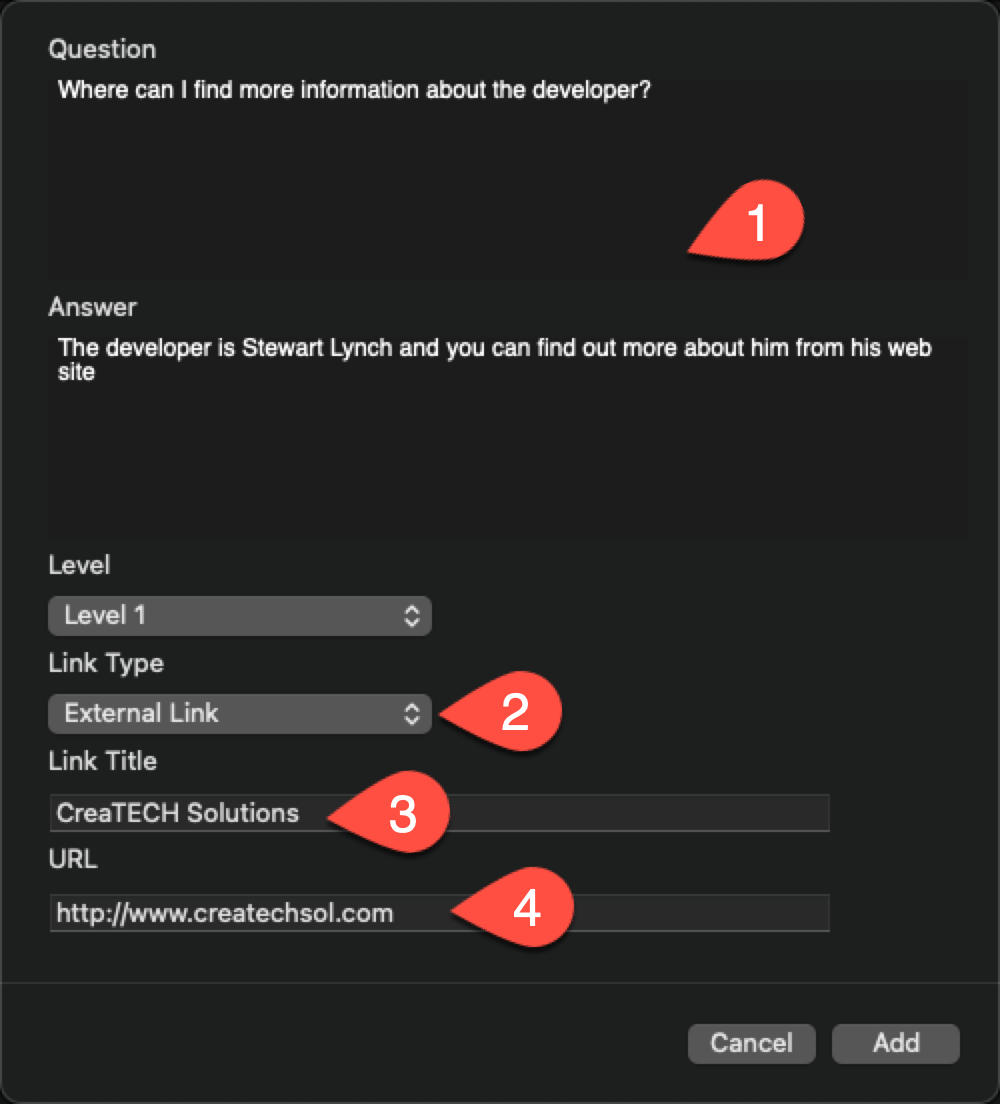 Question
Where can I find more information about the developer?
1
Answer
The developer is Stewart Lynch and you can find out more about him from his web
site
Level
Level 1
Link Type
External Link
2
Link Title
CreaTECH Solutions
3
URL
http://www.createchsol.com
4
Cancel
Add